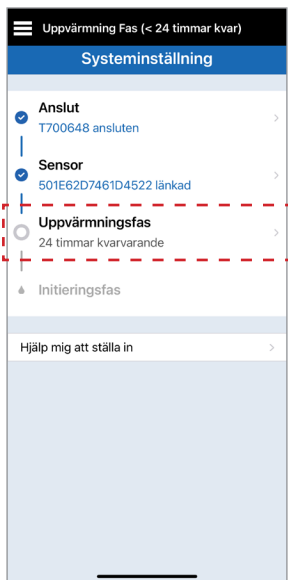 Uppvärmning Fas (< 24 timmar kvar)
Systeminställning
Anslut
T700648 ansluten
Sensor
501E62D7461D4522 länkad
Uppvärmningsfas
24 timmar kvarvarande
Initieringsfas
Hjälp mig att ställa in